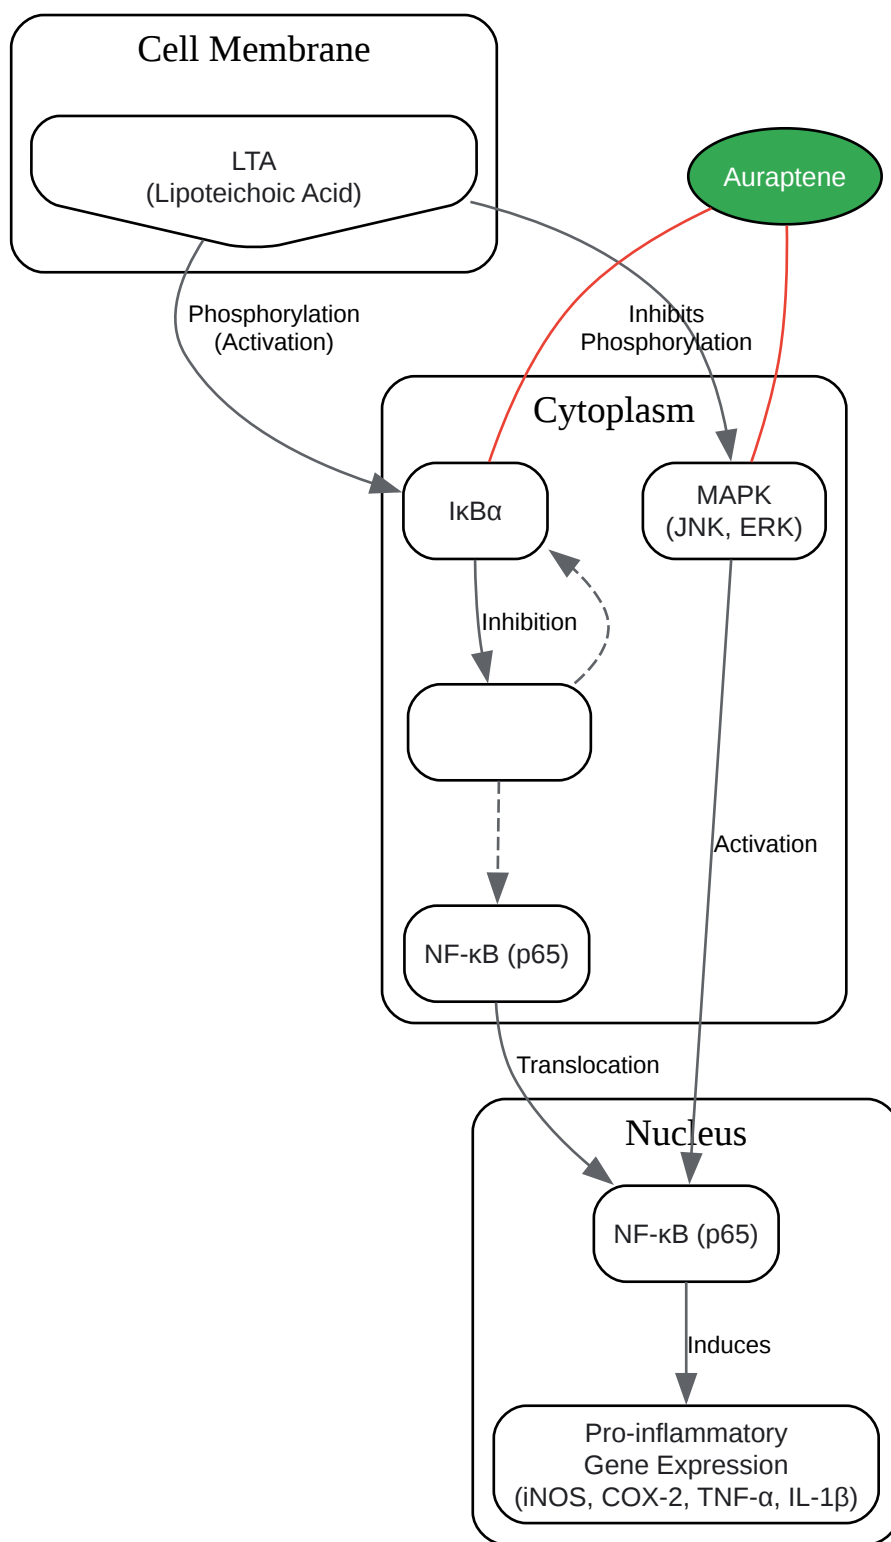 Cell Membrane
LTA
(Lipoteichoic Acid)
Auraptene
Phosphorylation
(Activation)
Inhibits
Phosphorylation
Cytoplasm
IκBα
MAPK
(JNK, ERK)
Inhibition
Activation
NF-κB (p65)
Translocation
Nucleus
NF-κB (p65)
Induces
Pro-inflammatory
Gene Expression
(iNOS, COX-2, TNF-α, IL-1β)